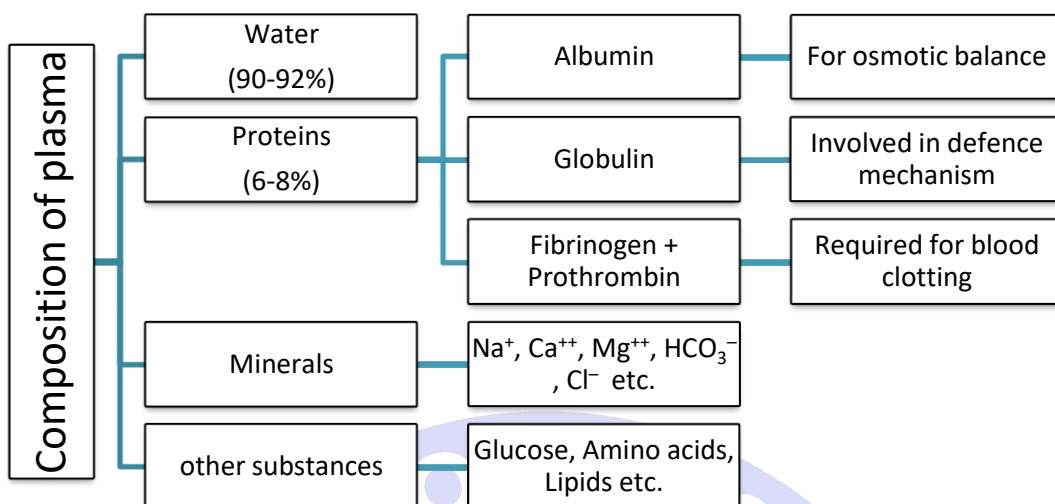 Composition of plasma
Water
(90-92%)
Proteins
(6-8%)
Albumin
For osmotic balance
Globulin
Involved in defence
mechanism
Fibrinogen +
Prothrombin
Required for blood
clotting
Minerals
Na⁺, Ca⁺⁺, Mg⁺⁺, HCO₃⁻
, Cl⁻ etc.
other substances
Glucose, Amino acids,
Lipids etc.